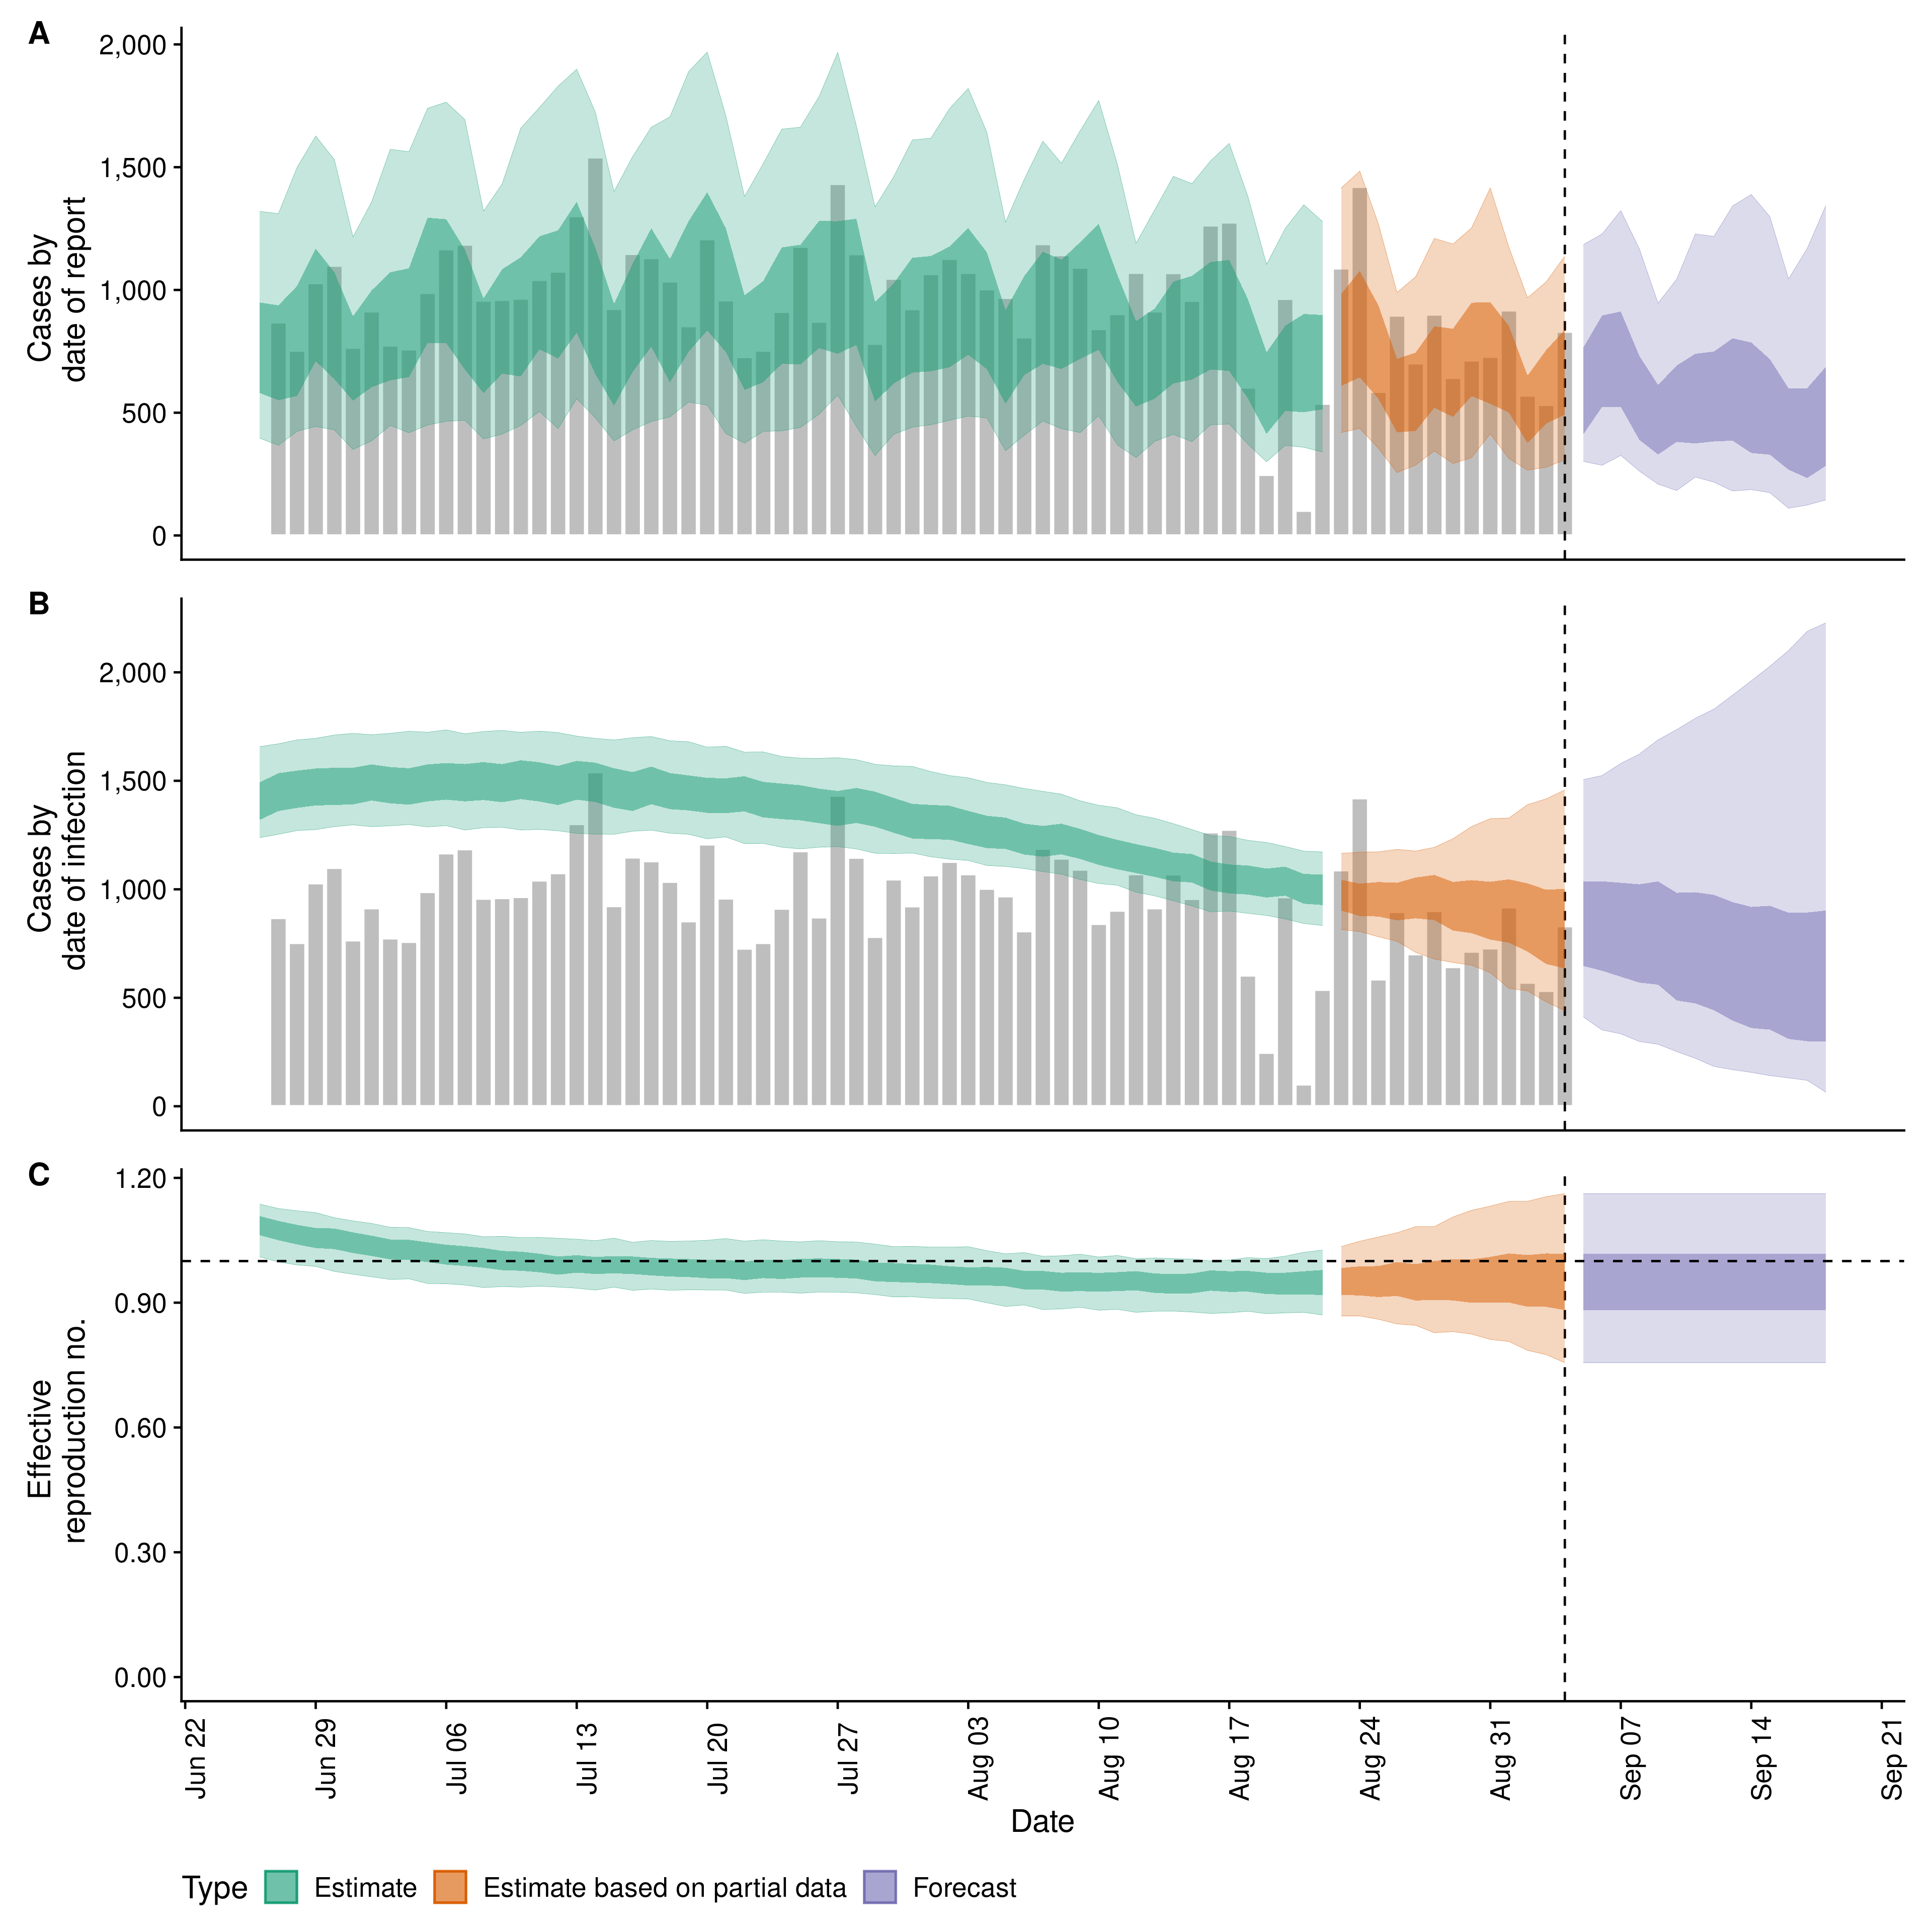 A
Cases by
date of report
2,000
1,500
1,000
500
0
B
Cases by
date of infection
2,000
1,500
1,000
500
0
C
Effective
reproduction no.
1.20
0.90
0.60
0.30
0.00
Jun 22
Jun 29
Jul 06
Jul 13
Jul 20
Jul 27
Aug 03
Aug 10
Aug 17
Aug 24
Aug 31
Sep 07
Sep 14
Sep 21
Date
Type Estimate Estimate based on partial data Forecast